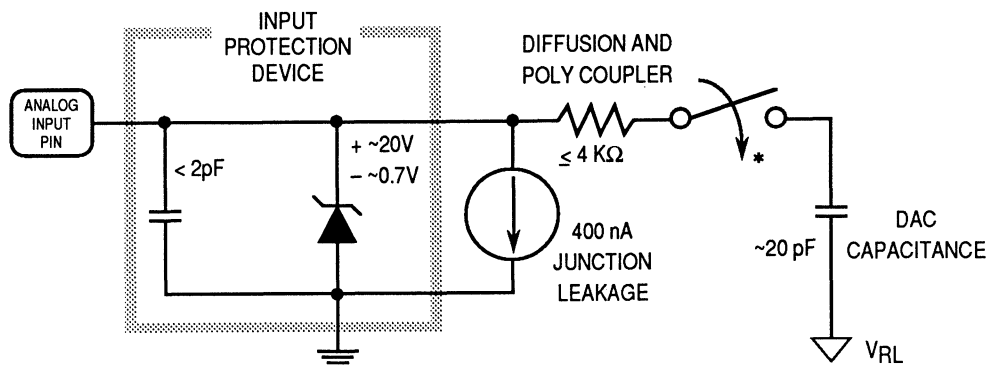 INPUT
PROTECTION
DEVICE
DIFFUSION AND
POLY COUPLER
ANALOG
INPUT
PIN
< 2pF
+ ~20V
– ~0.7V
≤ 4 KΩ
*
400 nA
JUNCTION
LEAKAGE
~20 pF
DAC
CAPACITANCE
VRL